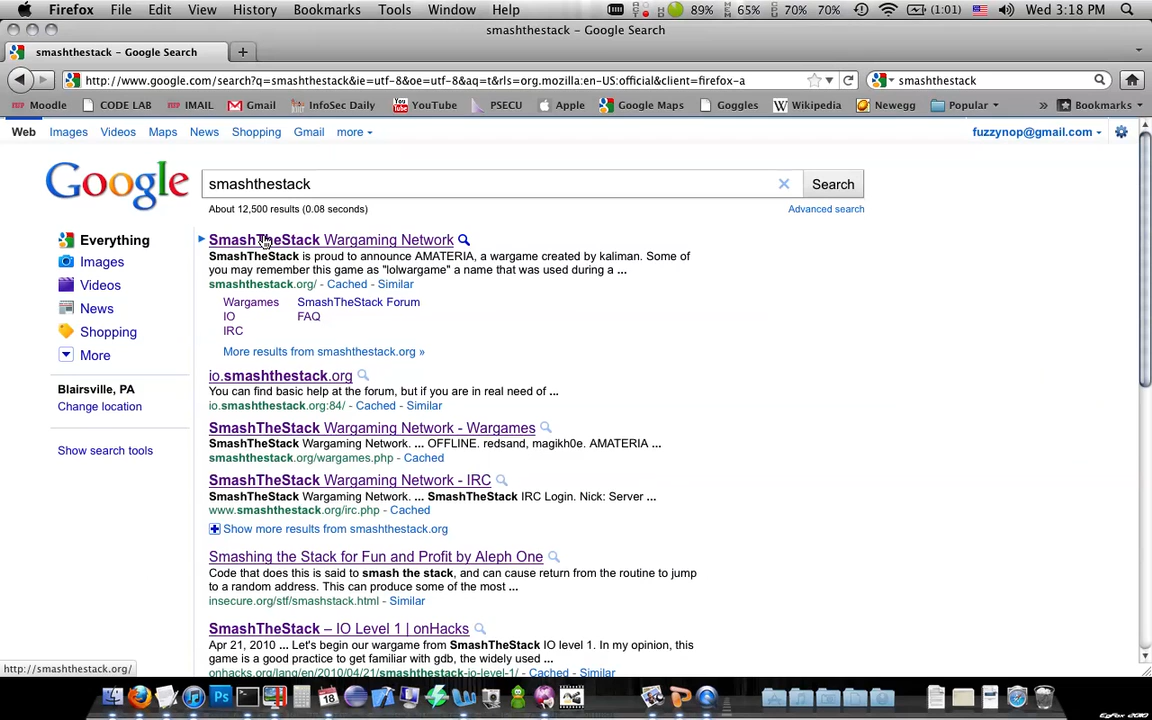 Firefox File Edit View History Bookmarks Tools Window Help 89% 65% 70% 70% (1:01) Wed 3:18 PM
smashthestack - Google Search
smashthestack - Google Search
http://www.google.com/search?q=smashthestack&ie=utf-8&oe=utf-8&aq=t&rls=org.mozilla:en-US:official&client=firefox-a smashthestack
Moodle CODE LAB IMAIL Gmail InfoSec Daily YouTube PSECU Apple Google Maps Goggles Wikipedia Newegg Popular » Bookmarks
Web Images Videos Maps News Shopping Gmail more fuzzynop@gmail.com
Google smashthestack Search
About 12,500 results (0.08 seconds) Advanced search
Everything
Images
Videos
News
Shopping
More
Blairsville, PA
Change location
Show search tools
SmashTheStack Wargaming Network
SmashTheStack is proud to announce AMATERIA, a wargame created by kaliman. Some of
you may remember this game as "lolwargame" a name that was used during a ...
smashthestack.org/ - Cached - Similar
Wargames SmashTheStack Forum
IO FAQ
IRC
More results from smashthestack.org »
io.smashthestack.org
You can find basic help at the forum, but if you are in real need of ...
io.smashthestack.org:84/ - Cached - Similar
SmashTheStack Wargaming Network - Wargames
SmashTheStack Wargaming Network. ... OFFLINE. redsand, magikh0e. AMATERIA ...
smashthestack.org/wargames.php - Cached
SmashTheStack Wargaming Network - IRC
SmashTheStack Wargaming Network. ... SmashTheStack IRC Login. Nick: Server ...
www.smashthestack.org/irc.php - Cached
Show more results from smashthestack.org
Smashing the Stack for Fun and Profit by Aleph One
Code that does this is said to smash the stack, and can cause return from the routine to jump
to a random address. This can produce some of the most ...
insecure.org/stf/smashstack.html - Similar
SmashTheStack – IO Level 1 | onHacks
Apr 21, 2010 ... Let's begin our wargame from SmashTheStack IO level 1. In my opinion, this
game is a good practice to get familiar with gdb, the widely used ...
onhacks.org/lang/en/2010/04/21/smashthestack-io-level-1/ - Cached - Similar
http://smashthestack.org/
18